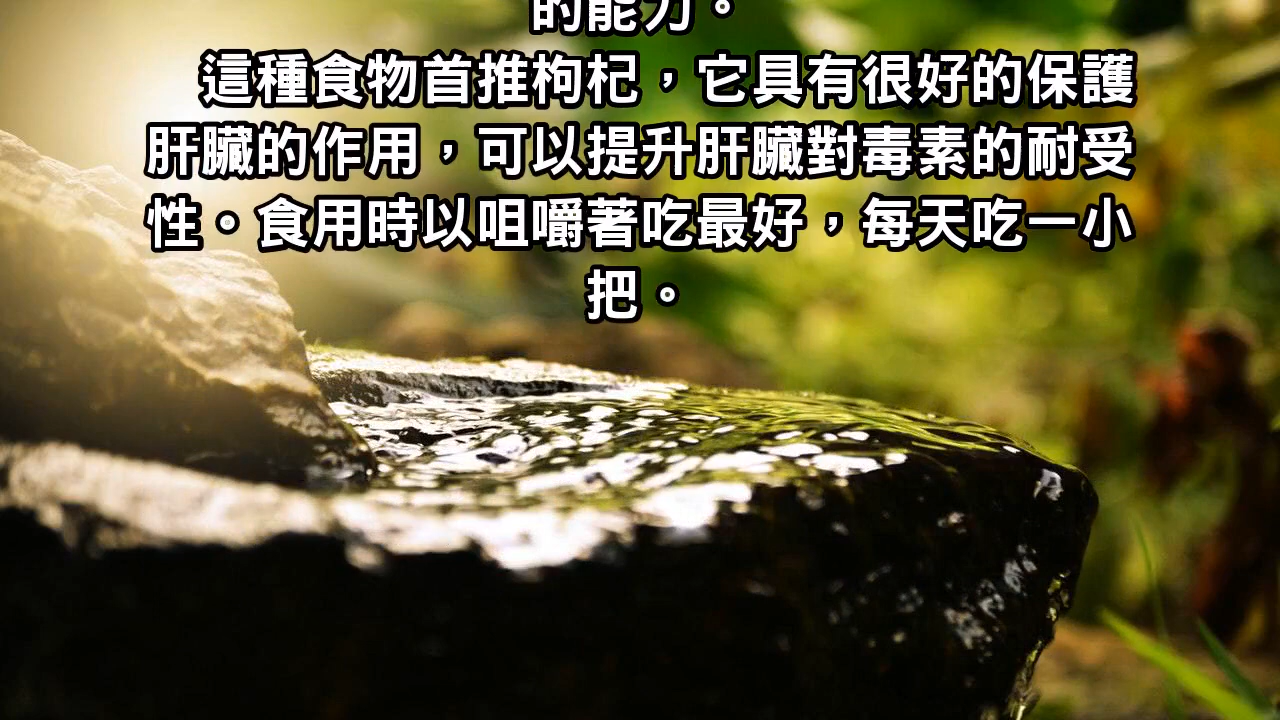 的能力。
這種食物首推枸杞，它具有很好的保護
肝臟的作用，可以提升肝臟對毒素的耐受
性。食用時以咀嚼著吃最好，每天吃一小
把。